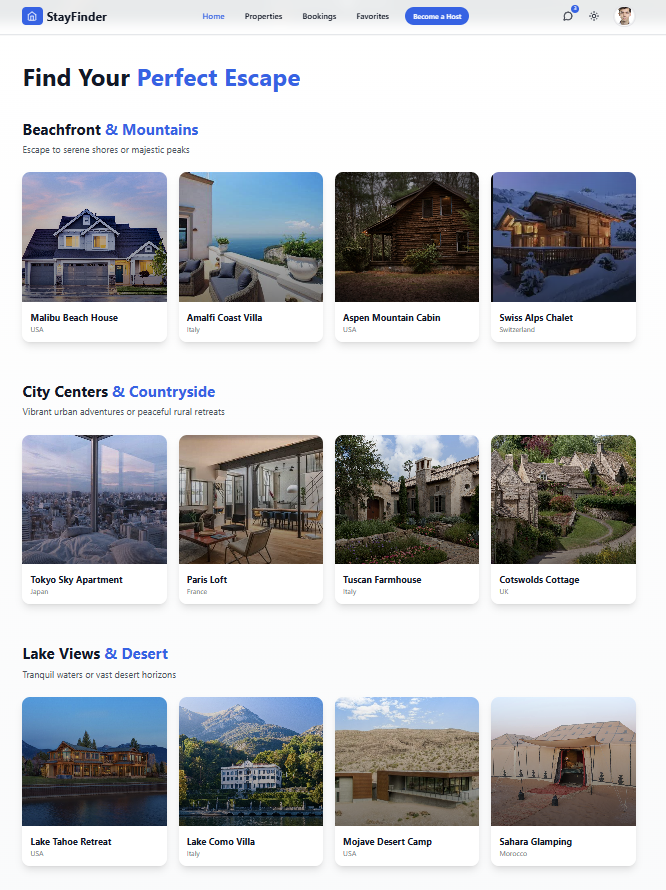 StayFinder
Home Properties Bookings Favorites Become a Host
Find Your Perfect Escape
Beachfront & Mountains
Escape to serene shores or majestic peaks
Malibu Beach House
USA
Amalfi Coast Villa
Italy
Aspen Mountain Cabin
USA
Swiss Alps Chalet
Switzerland
City Centers & Countryside
Vibrant urban adventures or peaceful rural retreats
Tokyo Sky Apartment
Japan
Paris Loft
France
Tuscan Farmhouse
Italy
Cotswolds Cottage
UK
Lake Views & Desert
Tranquil waters or vast desert horizons
Lake Tahoe Retreat
USA
Lake Como Villa
Italy
Mojave Desert Camp
USA
Sahara Glamping
Morocco